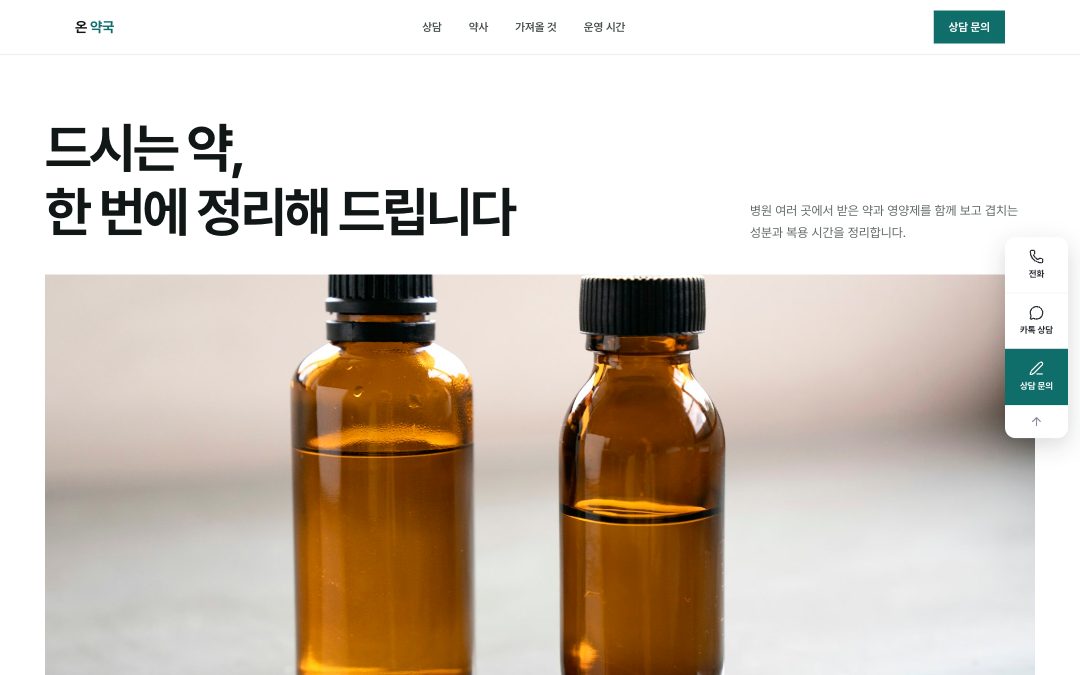 온 약국
상담
약사
가져올 것
운영 시간
상담 문의
드시는 약,
한 번에 정리해 드립니다
병원 여러 곳에서 받은 약과 영양제를 함께 보고 겹치는
성분과 복용 시간을 정리합니다.
전화
카톡 상담
상담 문의